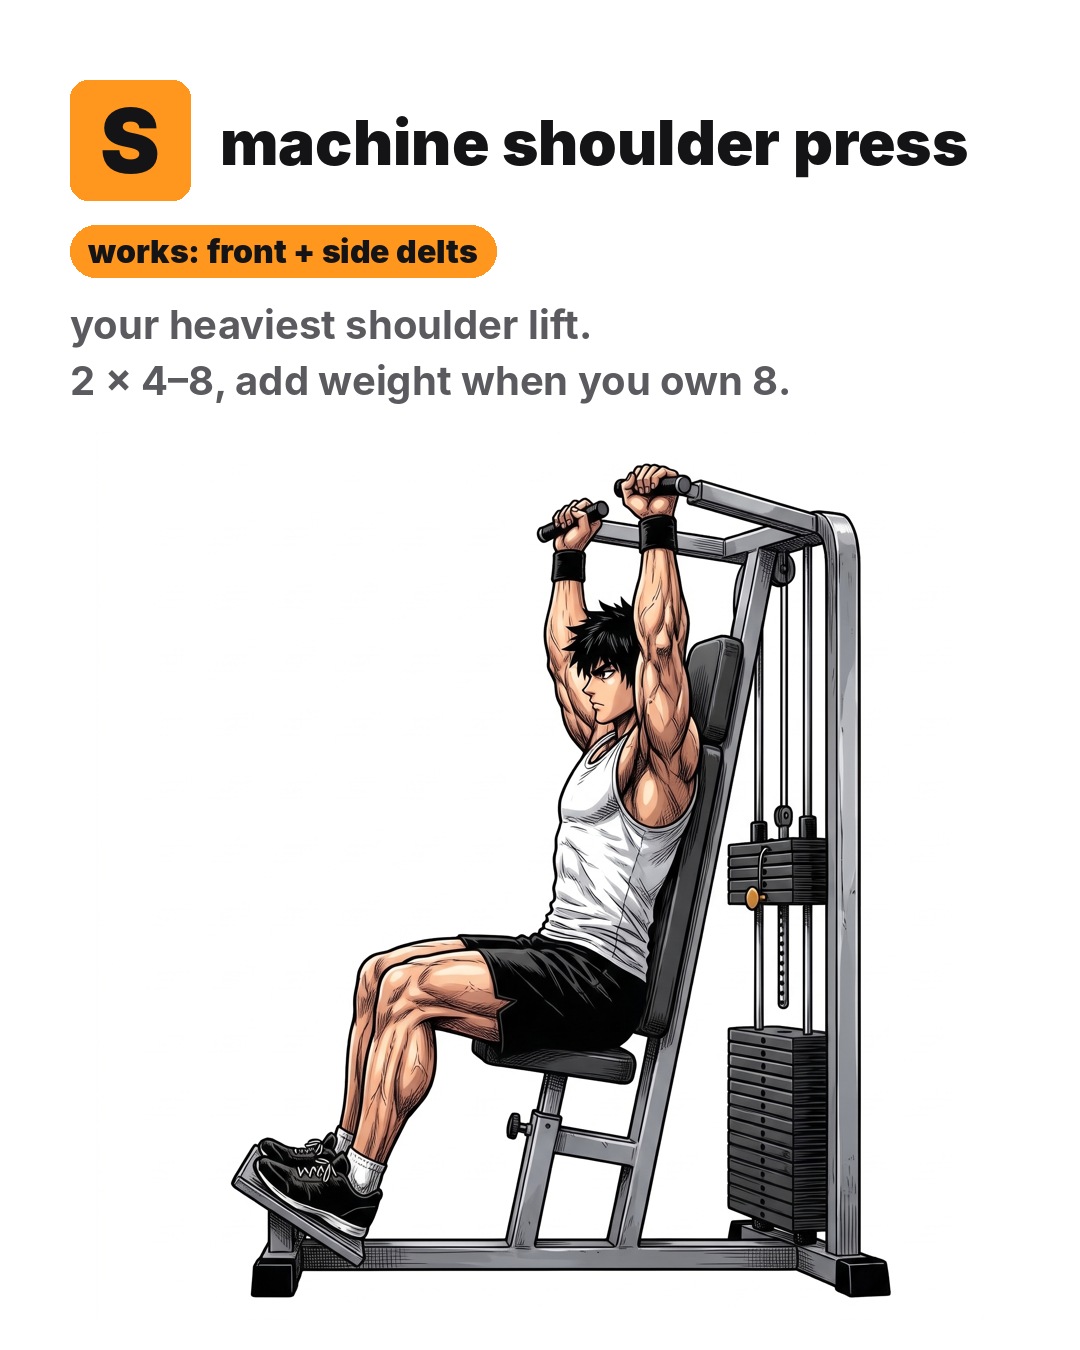 S
machine shoulder press
works: front + side delts
your heaviest shoulder lift.
2 × 4–8, add weight when you own 8.